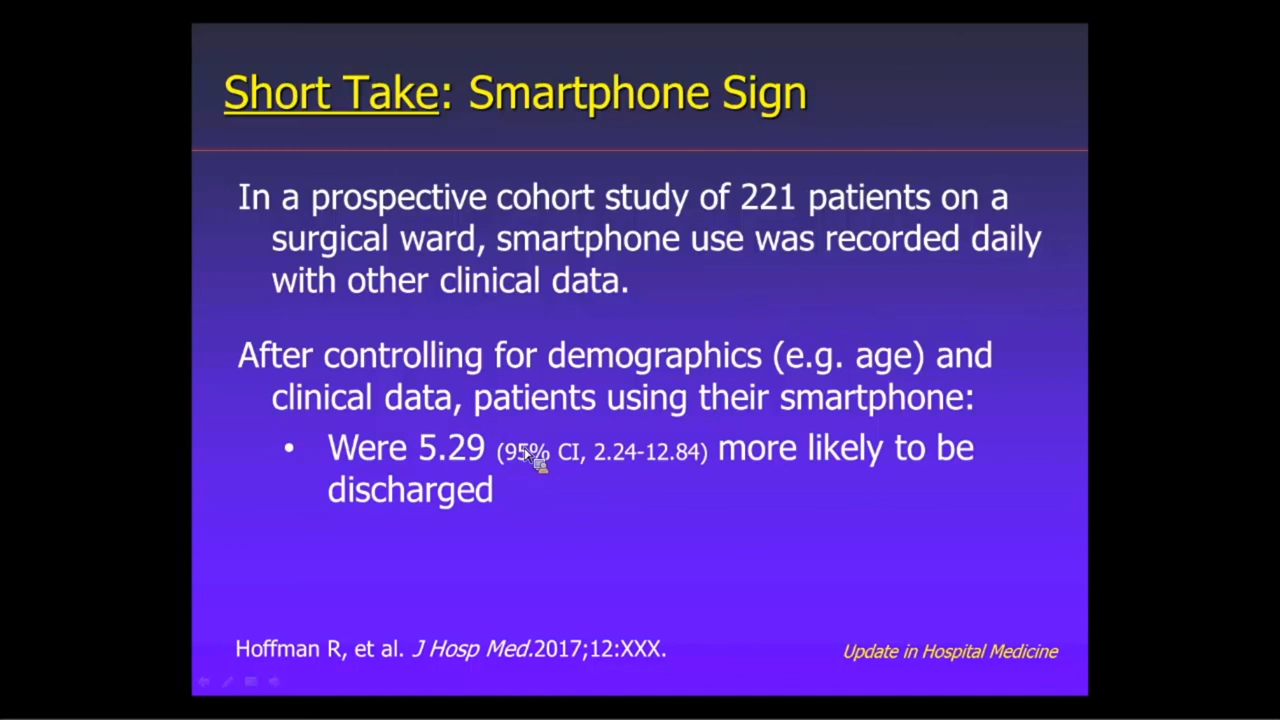 Short Take: Smartphone Sign
In a prospective cohort study of 221 patients on a
surgical ward, smartphone use was recorded daily
with other clinical data.
After controlling for demographics (e.g. age) and
clinical data, patients using their smartphone:
• Were 5.29 (95% CI, 2.24-12.84) more likely to be
discharged
Hoffman R, et al. J Hosp Med.2017;12:XXX.
Update in Hospital Medicine